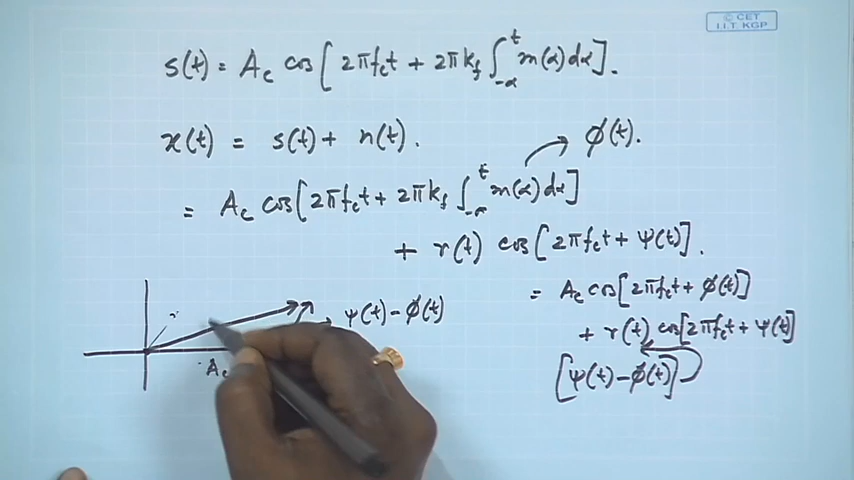 © CET
I.I.T. KGP
s(t) = A_c cos[2πf_ct + 2πk_f ∫_{-α}^{t} m(α)dα].
x(t) = s(t) + n(t).
φ(t).
= A_c cos[2πf_ct + 2πk_f ∫_{-α}^{t} m(α)dα]
+ r(t) cos[2πf_ct + ψ(t)].
= A_c cos[2πf_ct + φ(t)]
+ r(t) cos[2πf_ct + ψ(t)]
[ψ(t) - φ(t)]
r
ψ(t) - φ(t)
A_c